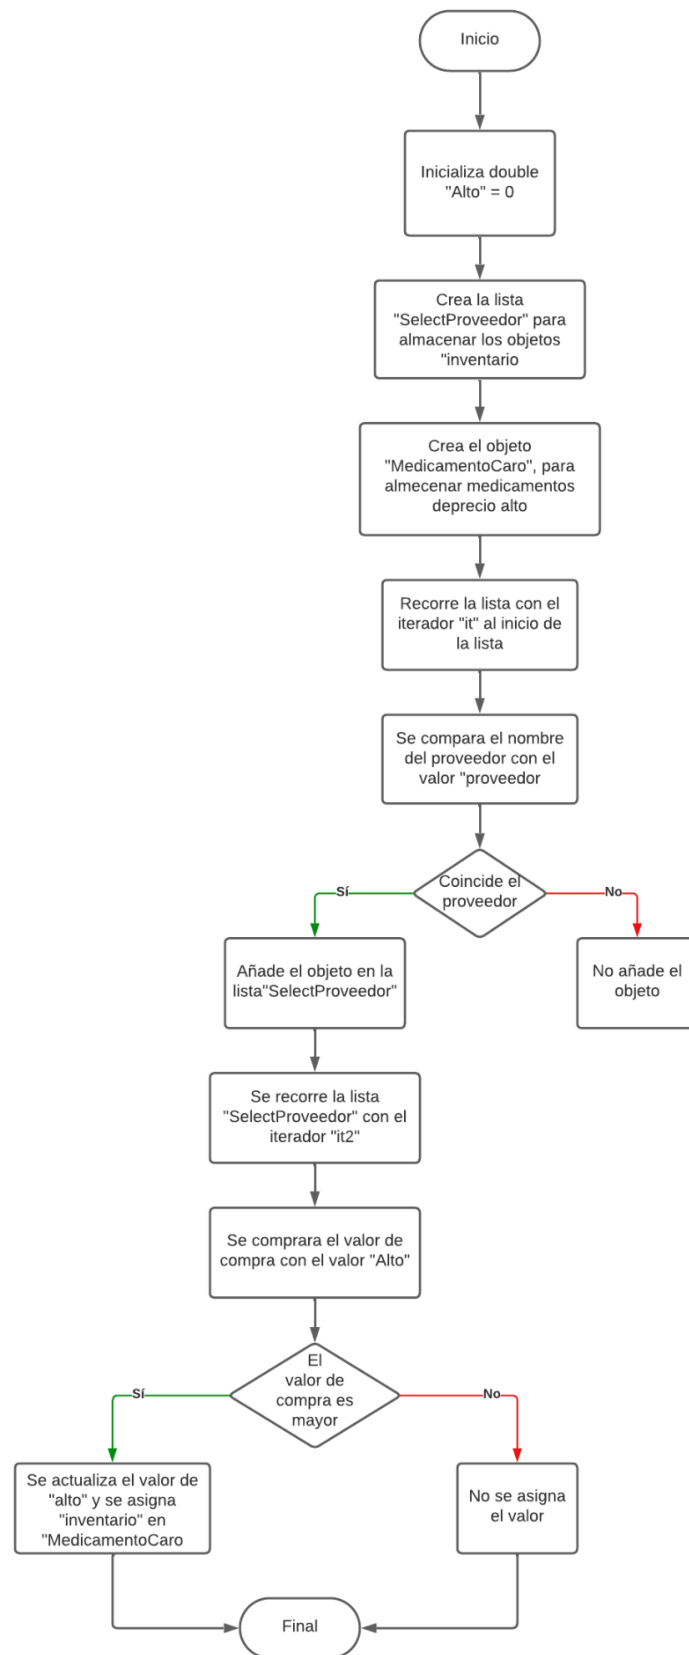 Inicio
Inicializa double
"Alto" = 0
Crea la lista
"SelectProveedor" para
almacenar los objetos
"inventario
Crea el objeto
"MedicamentoCaro", para
almecenar medicamentos
deprecio alto
Recorre la lista con el
iterador "it" al inicio de
la lista
Se compara el nombre
del proveedor con el
valor "proveedor
Coincide el
proveedor
Sí
No
Añade el objeto en la
lista"SelectProveedor"
No añade el
objeto
Se recorre la lista
"SelectProveedor" con el
iterador "it2"
Se comprara el valor de
compra con el valor "Alto"
El
valor de
compra es
mayor
Sí
No
Se actualiza el valor de
"alto" y se asigna
"inventario" en
"MedicamentoCaro
No se asigna
el valor
Final